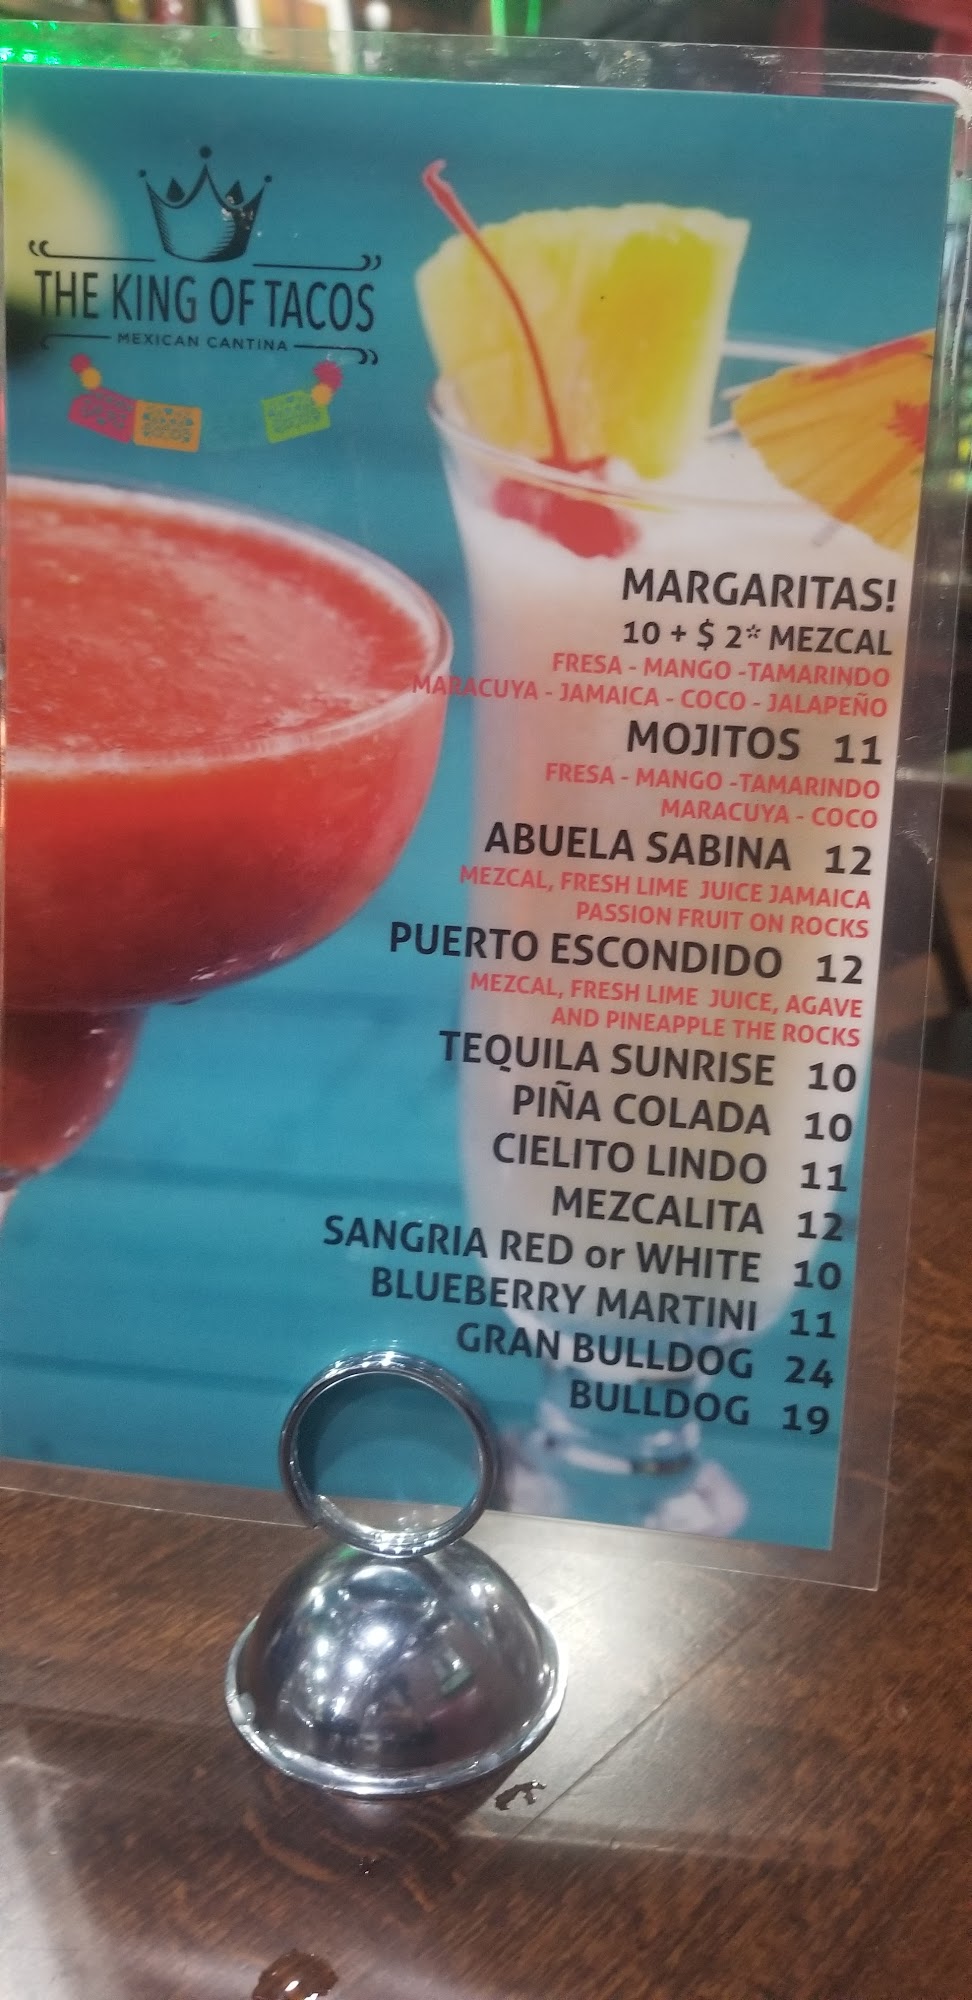 THE KING OF TACOS
MEXICAN CANTINA
MARGARITAS!
10 + $ 2* MEZCAL
FRESA - MANGO -TAMARINDO
MARACUYA - JAMAICA - COCO - JALAPEÑO
MOJITOS 11
FRESA - MANGO -TAMARINDO
MARACUYA - COCO
ABUELA SABINA 12
MEZCAL, FRESH LIME JUICE JAMAICA
PASSION FRUIT ON ROCKS
PUERTO ESCONDIDO 12
MEZCAL, FRESH LIME JUICE, AGAVE
AND PINEAPPLE THE ROCKS
TEQUILA SUNRISE 10
PIÑA COLADA 10
CIELITO LINDO 11
MEZCALITA 12
SANGRIA RED or WHITE 10
BLUEBERRY MARTINI 11
GRAN BULLDOG 24
BULLDOG 19